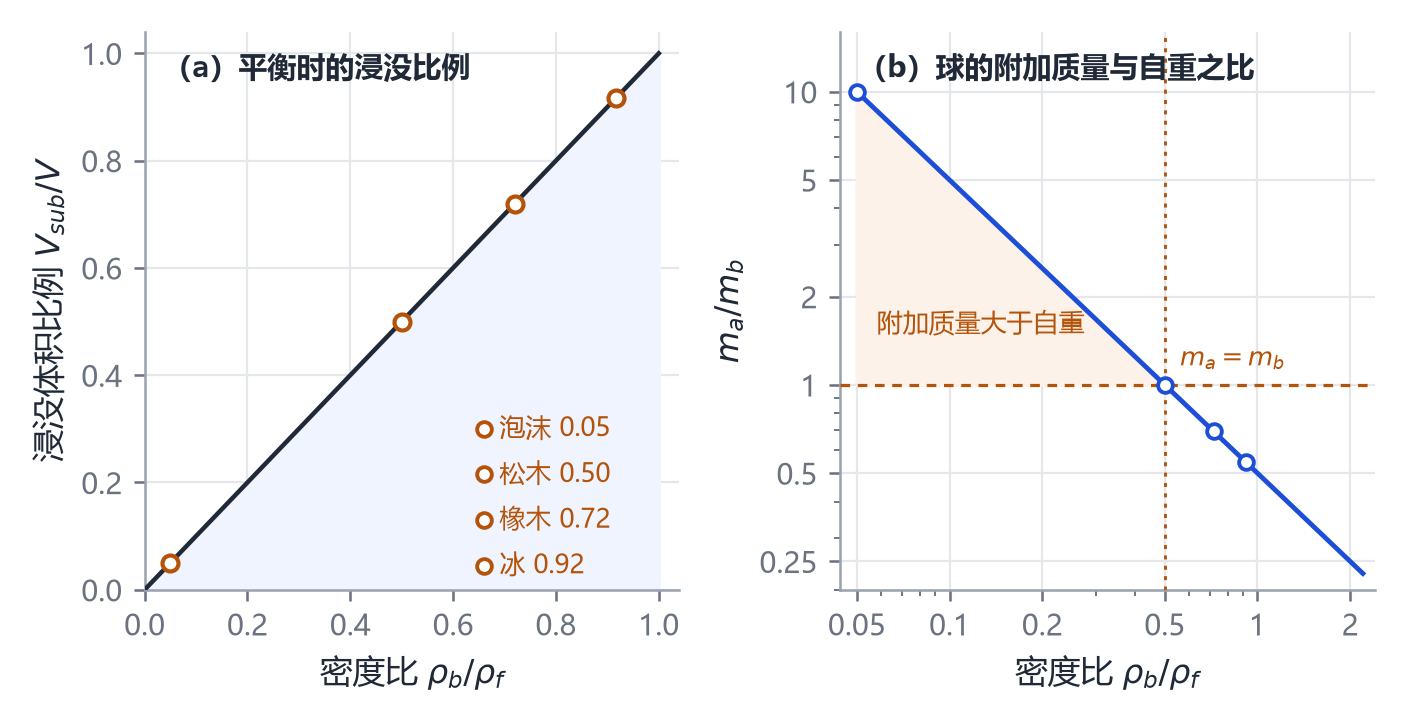 (a) 平衡时的浸没比例
浸没体积比例 V_sub/V
1.0
0.8
0.6
0.4
0.2
0.0
泡沫 0.05
松木 0.50
橡木 0.72
冰 0.92
0.0 0.2 0.4 0.6 0.8 1.0
密度比 ρ_b/ρ_f
(b) 球的附加质量与自重之比
m_a/m_b
10
5
2
1
0.5
0.25
附加质量大于自重
m_a = m_b
0.05 0.1 0.2 0.5 1 2
密度比 ρ_b/ρ_f